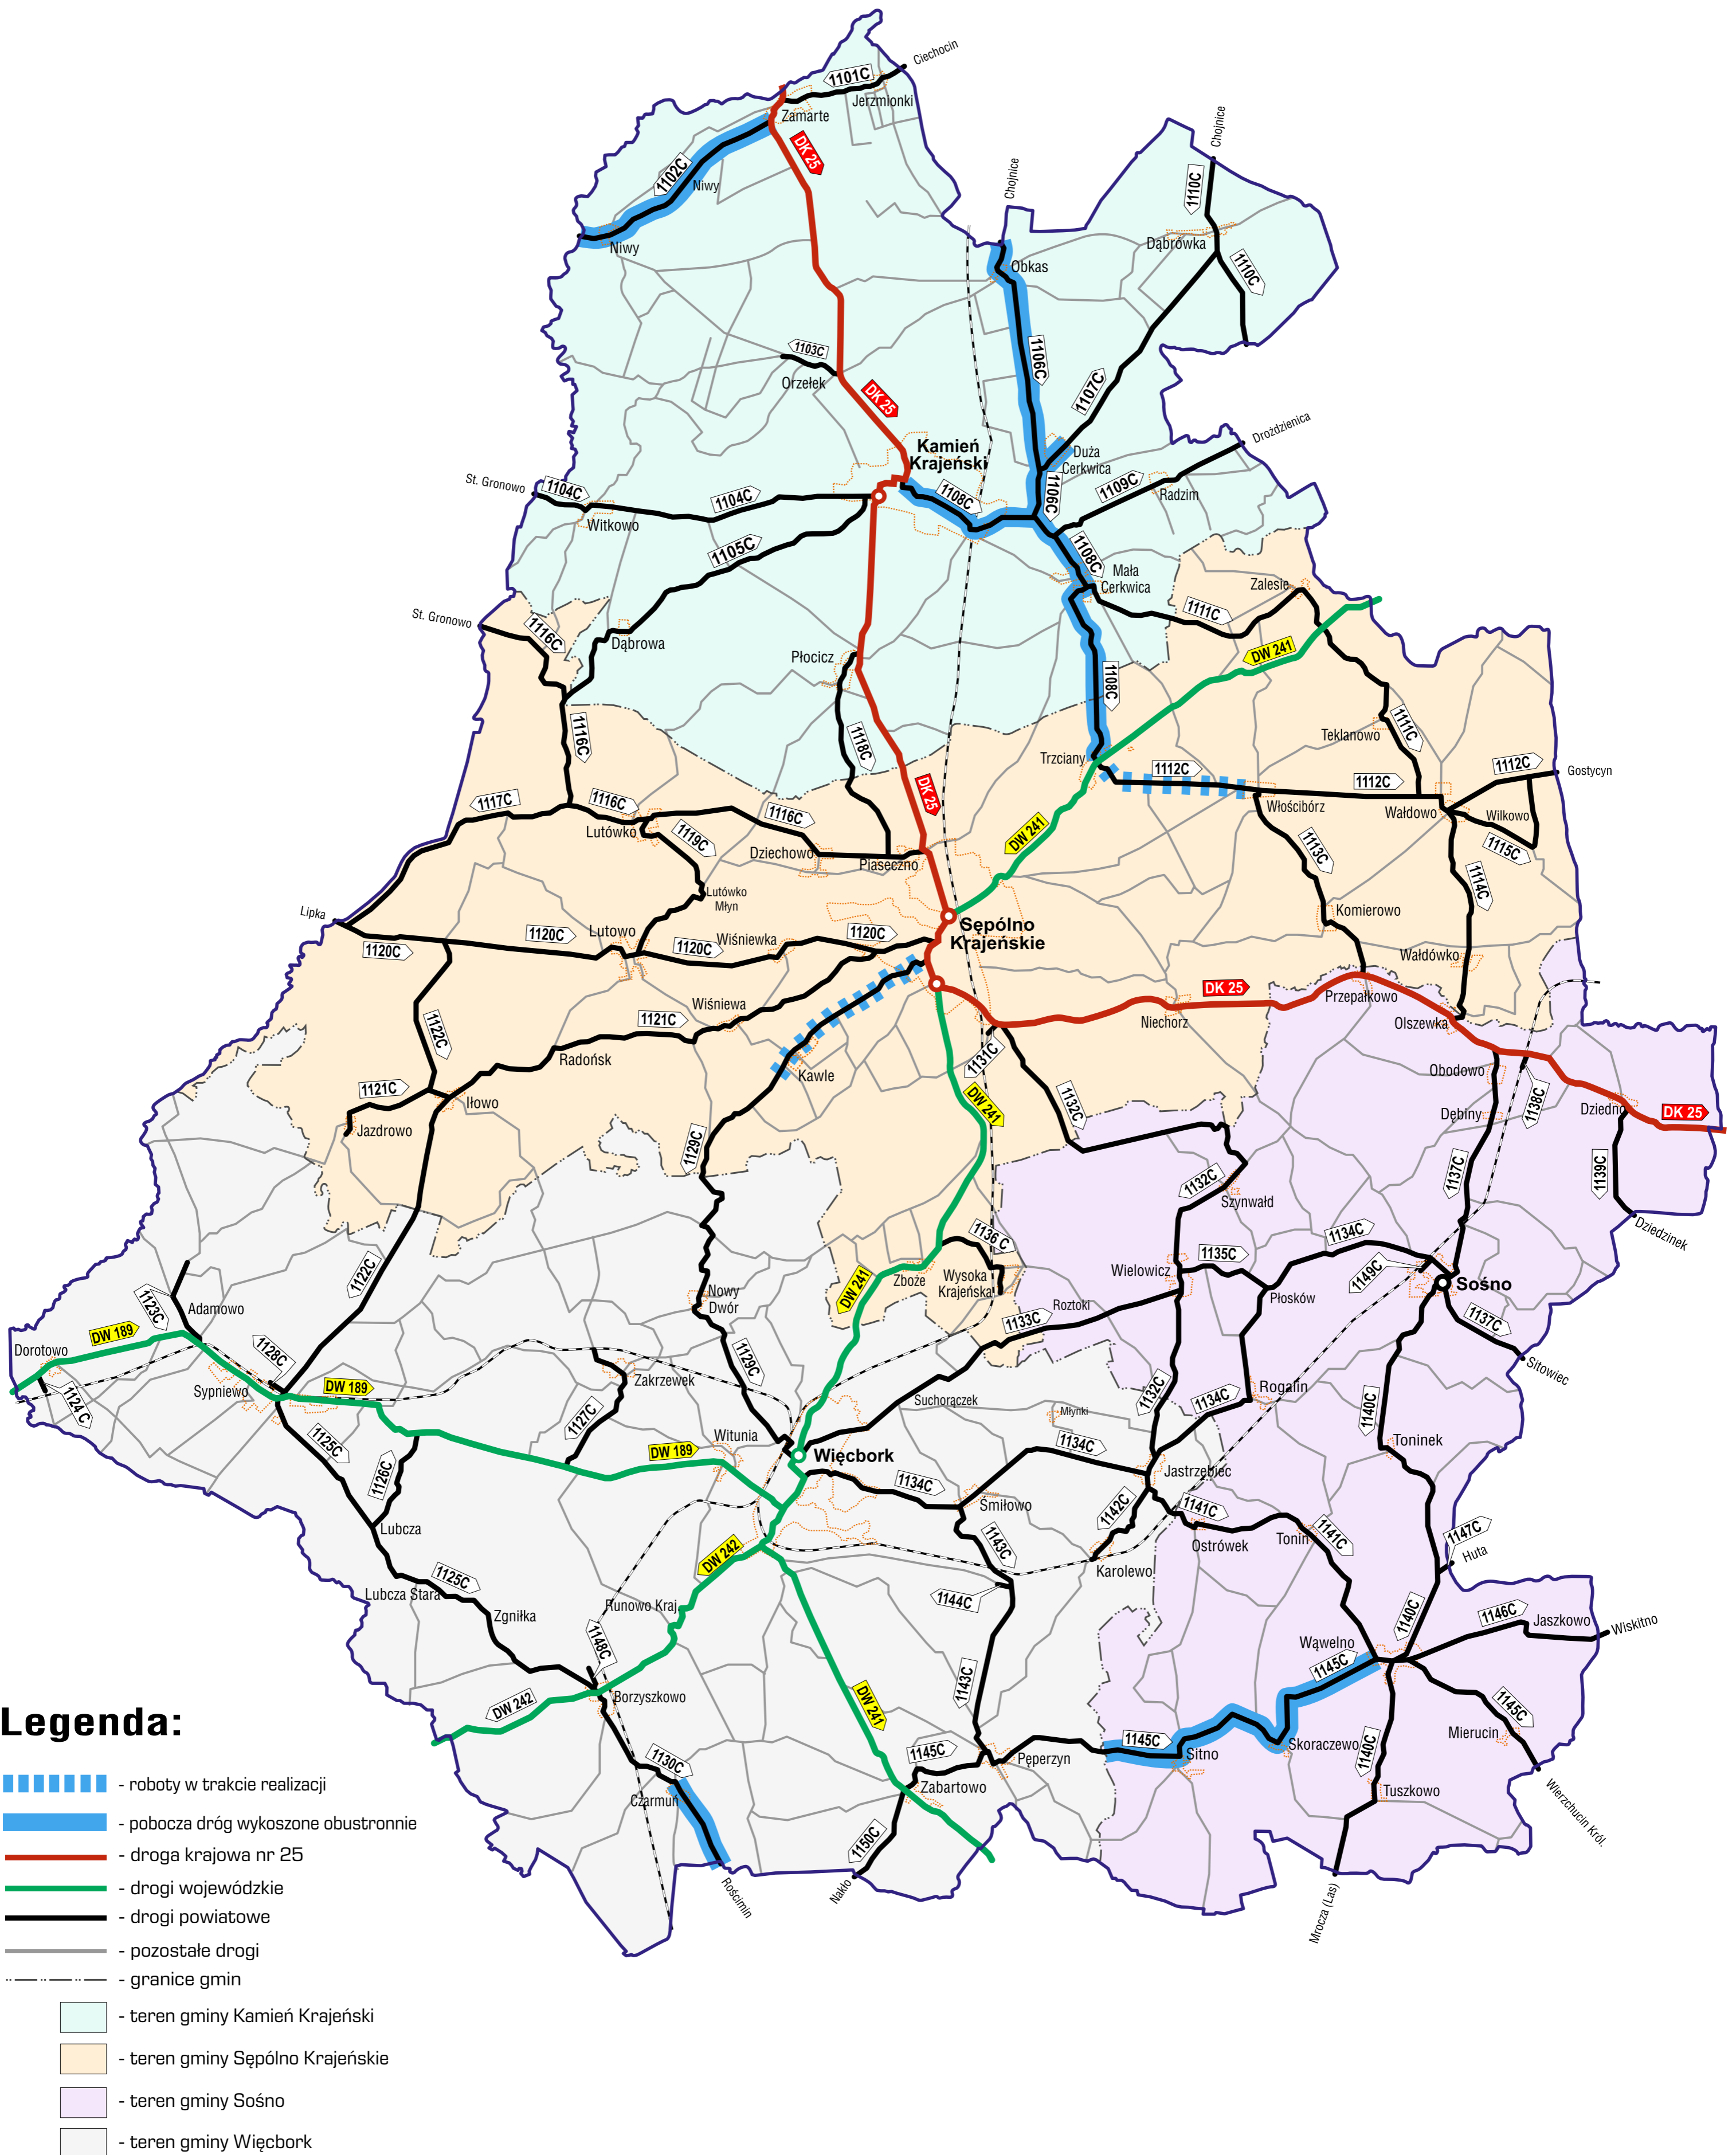 Ciechocin
1101C
Jerzmionki
Zamarte
DK 25
1102C
Niwy
Niwy
Chojnice
Chojnice
1110C
Dąbrówka
1110C
Obkas
1106C
1107C
1103C
Orzełek
DK 25
Kamień
Krajeński
Duża
Cerkwica
Drożdzienica
1109C
Radzim
1106C
1108C
St. Gronowo
1104C
1104C
Witkowo
1105C
1108C
Mała
Cerkwica
Zalesie
1111C
St. Gronowo
1116C
Dąbrowa
Płocicz
DW 241
1108C
1116C
1118C
Teklanowo
1111C
Trzciany
1112C
1112C
1112C
Gostycyn
DK 25
1117C
1116C
Lutówko
1116C
1119C
Dziechowo
Piaseczno
DW 241
Włościbórz
Wałdowo
Wilkowo
1115C
1113C
1114C
Lutówko
Młyn
Komierowo
Lipka
1120C
1120C
Lutowo
1120C
Wiśniewka
1120C
Sępólno
Krajeńskie
Wałdówko
Przepałkowo
DK 25
Niechorz
Olszewka
Wiśniewa
1121C
1122C
Radońsk
Kawle
1131C
1132C
Obodowo
Dębiny
1138C
Dziedno
DK 25
1121C
Iłowo
Jazdrowo
DW 241
1129C
1137C
1139C
1132C
Szynwałd
Dziedzinek
1136 C
1134C
1135C
1149C
Wielowicz
Sośno
Płosków
1137C
Sitowiec
Zboże
Wysoka
Krajeńska
DW 241
1122C
Nowy
Dwór
Roztoki
1133C
1123C
Adamowo
DW 189
Dorotowo
1124 C
1128C
Sypniewo
DW 189
1129C
Zakrzewek
1127C
Suchorączek
Młynki
1132C
1134C
Rogalin
1140C
Toninek
1125C
1126C
DW 189
Witunia
Więcbork
1134C
1134C
Jastrzębiec
Śmiłowo
1142C
1141C
Ostrówek
Tonin
1141C
1147C
Huta
Lubcza
1143C
Karolewo
DW 242
1125C
Lubcza Stara
Zgniłka
Runowo Kraj.
1144C
1140C
1146C
Jaszkowo
Wiskitno
Wąwelno
1145C
1148C
Borzyszkowo
DW 242
1143C
DW 241
1145C
Mierucin
1145C
Skoraczewo
Sitno
1140C
Tuszkowo
Wierzchucin Król.
Pęperzyn
1145C
Zabartowo
1130C
Czarmuń
1150C
Nakło
Rościmin
Mrocza (Las)
Legenda:
- roboty w trakcie realizacji
- pobocza dróg wykoszone obustronnie
- droga krajowa nr 25
- drogi wojewódzkie
- drogi powiatowe
- pozostałe drogi
- granice gmin
- teren gminy Kamień Krajeński
- teren gminy Sępólno Krajeńskie
- teren gminy Sośno
- teren gminy Więcbork